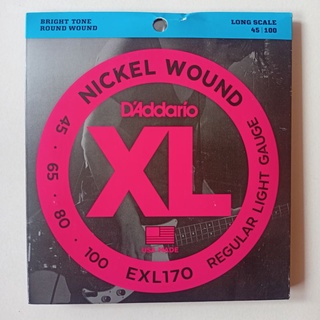 BRIGHT TONE
ROUND WOUND
LONG SCALE
45 | 100
NICKEL WOUND
D'Addario
XL
45 • 65 • 80 • 100
EXL170
REGULAR LIGHT GAUGE